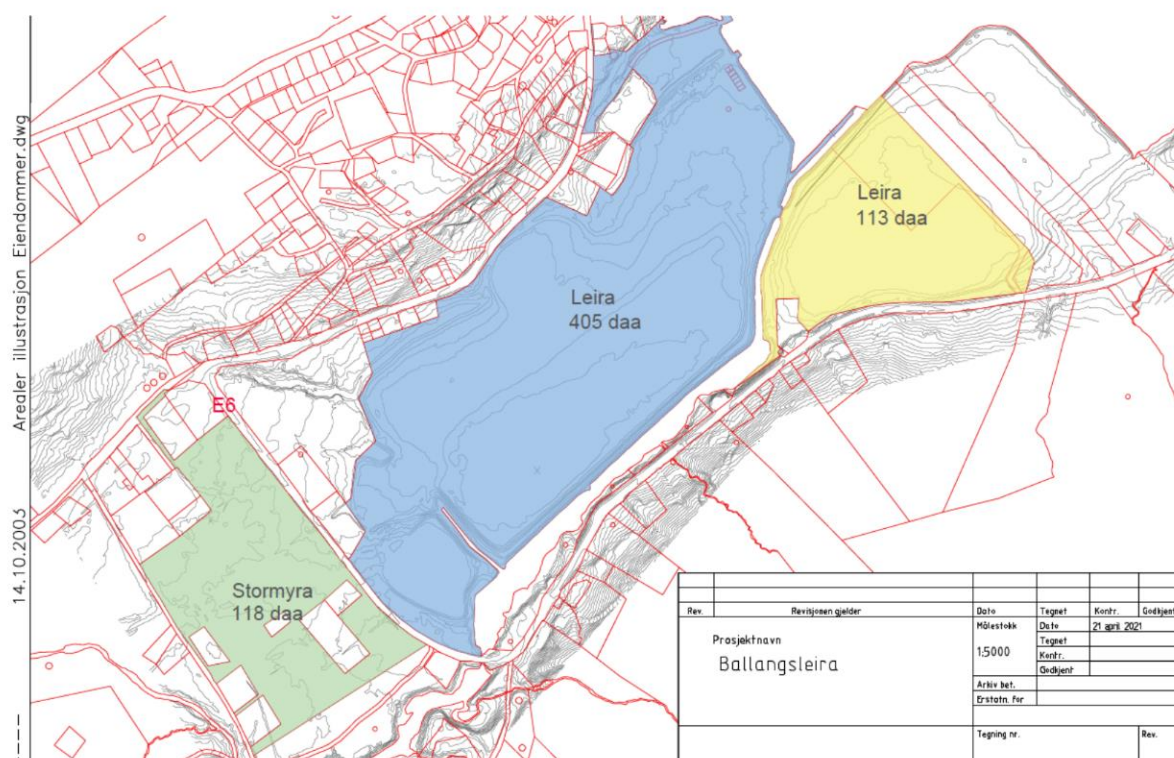 Arealer illustrasjon Eiendommer.dwg
14.10.2003
Leira
405 daa
Leira
113 daa
E6
Stormyra
118 daa
Rev.
Revisjonen gjelder
Dato
Tegnet
Kontr.
Godkjent
Prosjektnavn
Ballangsleira
Målestokk
1:5000
Dato
21 april 2021
Tegnet
Kontr.
Godkjent
Arkiv bet.
Erstatn. for
Tegning nr.
Rev.